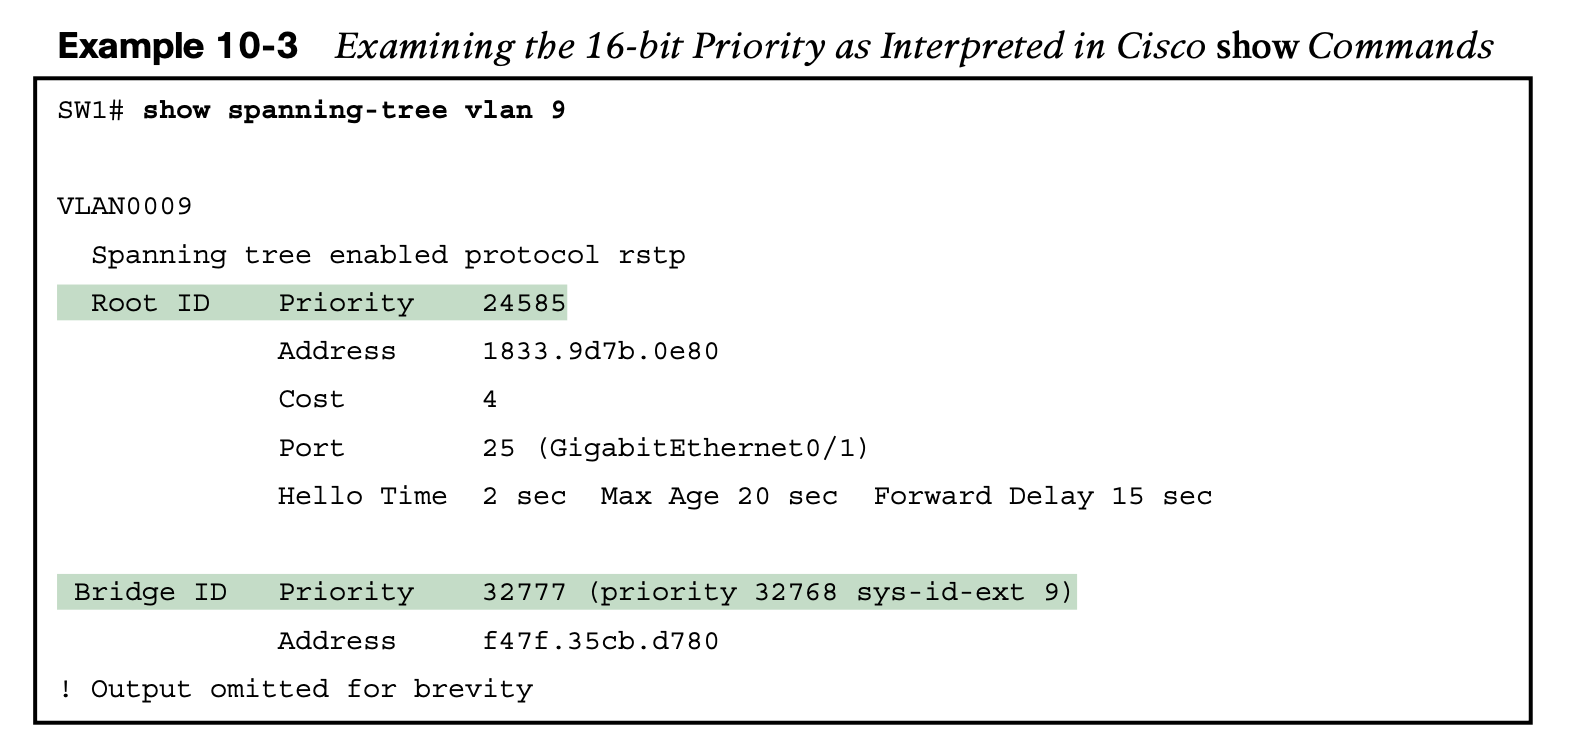 Example 10-3 Examining the 16-bit Priority as Interpreted in Cisco show Commands
SW1# show spanning-tree vlan 9
VLAN0009
Spanning tree enabled protocol rstp
Root ID Priority 24585
Address 1833.9d7b.0e80
Cost 4
Port 25 (GigabitEthernet0/1)
Hello Time 2 sec Max Age 20 sec Forward Delay 15 sec
Bridge ID Priority 32777 (priority 32768 sys-id-ext 9)
Address f47f.35cb.d780
! Output omitted for brevity